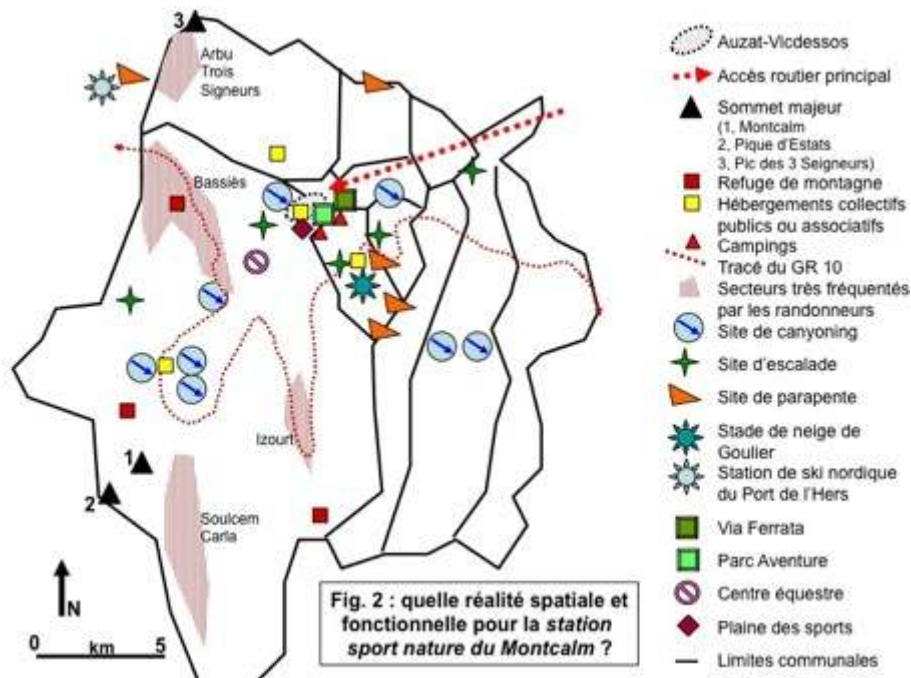 3
Arbu
Trois
Signeurs
Bassiès
Izourt
1
2
Soulcem
Carla
N
0 km 5
Fig. 2 : quelle réalité spatiale et
fonctionnelle pour la station
sport nature du Montcalm ?
Auzat-Vicdessos
Accès routier principal
Sommet majeur
(1, Montcalm
2, Pique d'Estats
3, Pic des 3 Seigneurs)
Refuge de montagne
Hébergements collectifs
publics ou associatifs
Campings
Tracé du GR 10
Secteurs très fréquentés
par les randonneurs
Site de canyoning
Site d'escalade
Site de parapente
Stade de neige de
Goulier
Station de ski nordique
du Port de l'Hers
Via Ferrata
Parc Aventure
Centre équestre
Plaine des sports
Limites communales